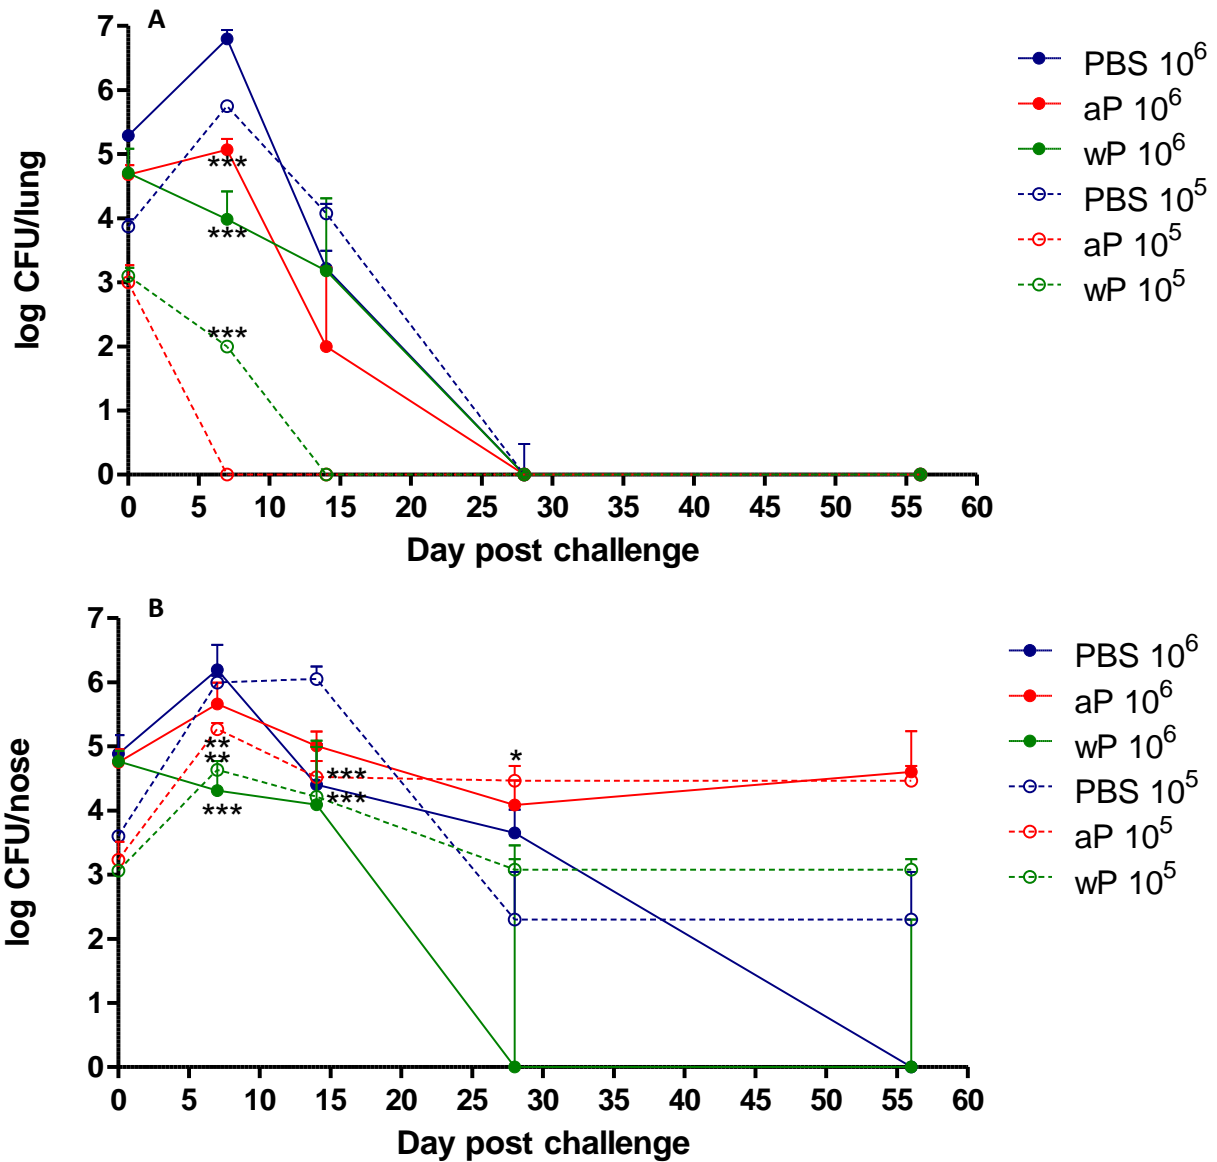 A
7
6
5
4
3
2
1
0
log CFU/lung
***
***
***
0 5 10 15 20 25 30 35 40 45 50 55 60
Day post challenge
PBS 10^6
aP 10^6
wP 10^6
PBS 10^5
aP 10^5
wP 10^5
B
7
6
5
4
3
2
1
0
log CFU/nose
**
**
***
***
***
*
0 5 10 15 20 25 30 35 40 45 50 55 60
Day post challenge
PBS 10^6
aP 10^6
wP 10^6
PBS 10^5
aP 10^5
wP 10^5